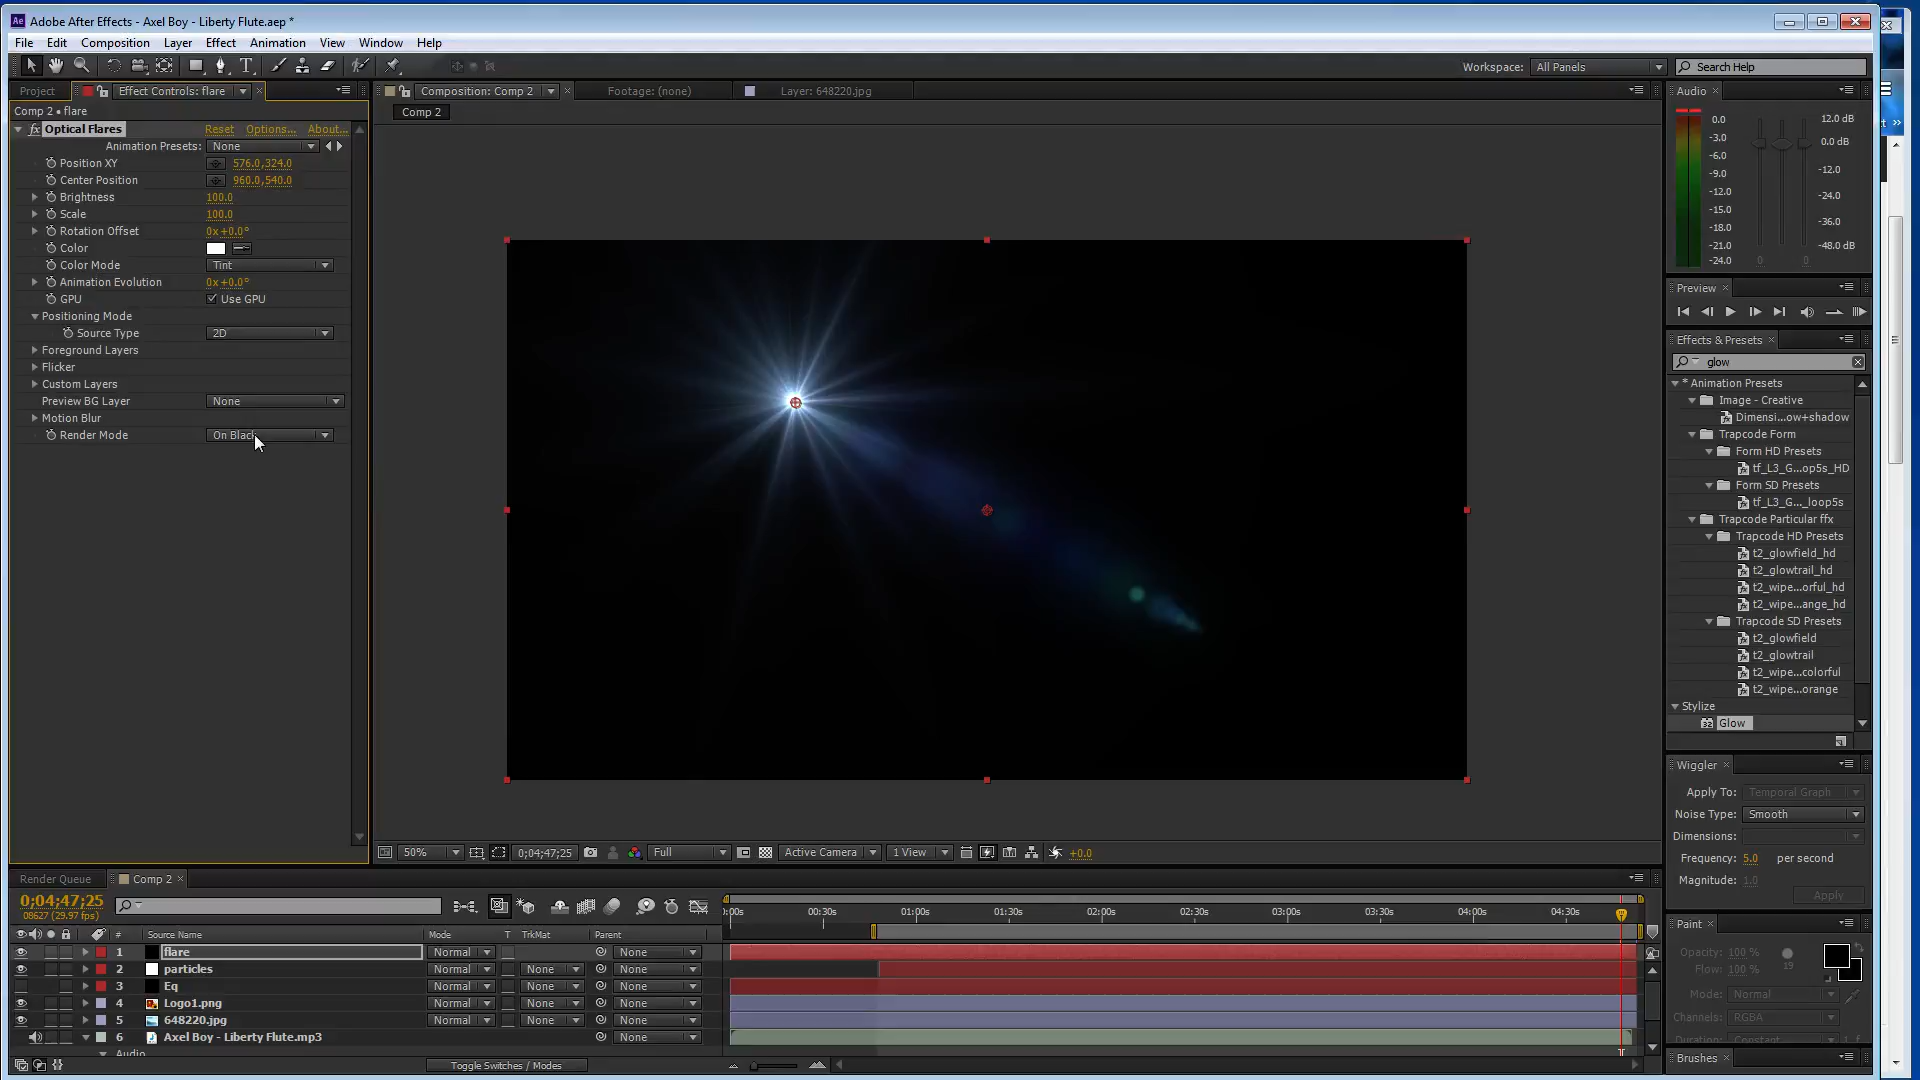 Adobe After Effects - Axel Boy - Liberty Flute.aep *
File Edit Composition Layer Effect Animation View Window Help
Workspace: All Panels Search Help
Project Effect Controls: flare Composition: Comp 2 Footage: (none) Layer: 648220.jpg Audio
Comp 2 • flare Comp 2
Optical Flares Reset Options... About...
Animation Presets: None
Position XY 576.0,324.0
Center Position 960.0,540.0
Brightness 100.0
Scale 100.0
Rotation Offset 0x+0.0°
Color
Color Mode Tint
Animation Evolution 0x+0.0°
GPU Use GPU
Positioning Mode
Source Type 2D
Foreground Layers
Flicker
Custom Layers
Preview BG Layer None
Motion Blur
Render Mode On Black
0.0 12.0 dB
-3.0 0.0 dB
-6.0
-9.0 -12.0
-12.0 -24.0
-15.0
-18.0 -36.0
-21.0 -48.0 dB
-24.0 0 0
Preview
Effects & Presets
glow
* Animation Presets
Image - Creative
Dimensi...ow+shadow
Trapcode Form
Form HD Presets
tf_L3_G...op5s_HD
Form SD Presets
tf_L3_G..._loop5s
Trapcode Particular ffx
Trapcode HD Presets
t2_glowfield_hd
t2_glowtrail_hd
t2_wipe...orful_hd
t2_wipe...ange_hd
Trapcode SD Presets
t2_glowfield
t2_glowtrail
t2_wipe...colorful
t2_wipe...orange
Stylize
32 Glow
Wiggler
Apply To: Temporal Graph
Noise Type: Smooth
Dimensions:
Frequency: 5.0 per second
Magnitude: 1.0
Apply
Paint
Opacity: 100 %
Flow: 100 % 19
Mode: Normal
Channels: RGBA
Duration: Constant
Brushes
50% 0;04;47;25 Full Active Camera 1 View +0.0
Render Queue Comp 2
0;04;47;25
08627 (29.97 fps)
:00s 00:30s 01:00s 01:30s 02:00s 02:30s 03:00s 03:30s 04:00s 04:30s
# Source Name Mode T TrkMat Parent
1 flare Normal None
2 particles Normal None None
3 Eq Normal None None
4 Logo1.png Normal None None
5 648220.jpg Normal None None
6 Axel Boy - Liberty Flute.mp3 None
Audio
Toggle Switches / Modes